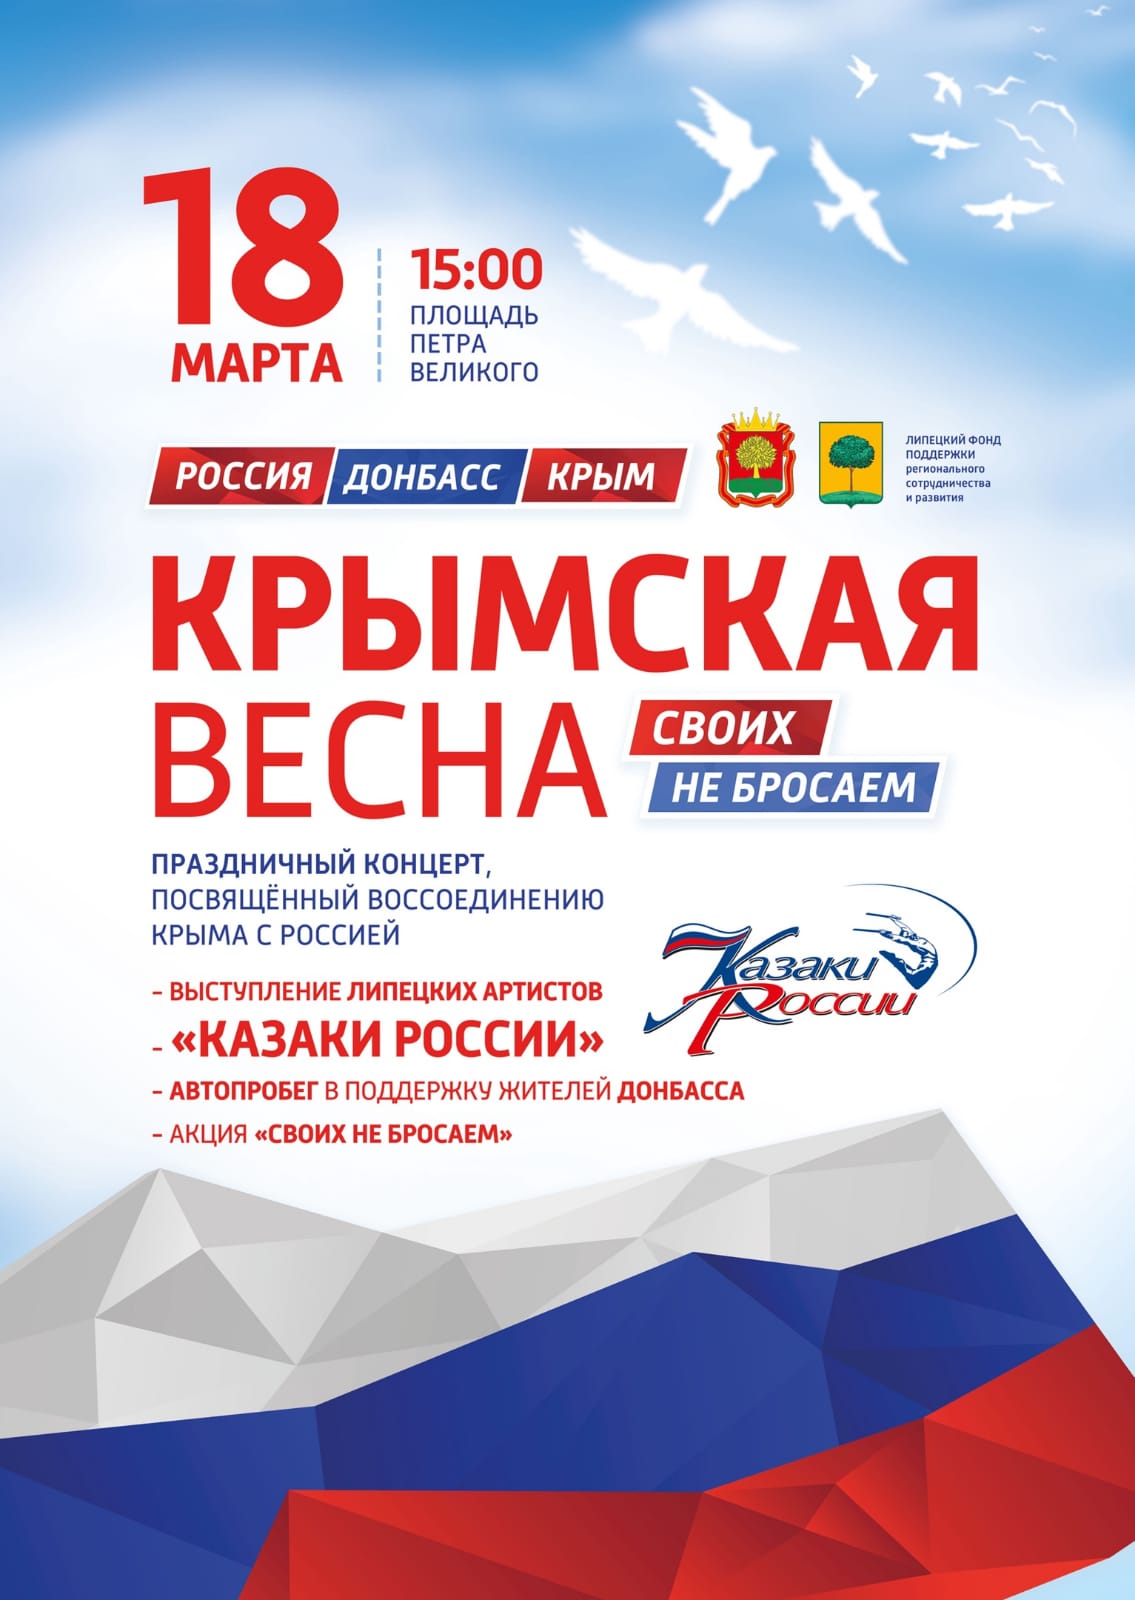 18
МАРТА
15:00
ПЛОЩАДЬ
ПЕТРА
ВЕЛИКОГО
РОССИЯ ДОНБАСС КРЫМ
ЛИПЕЦКИЙ ФОНД
ПОДДЕРЖКИ
регионального
сотрудничества
и развития
КРЫМСКАЯ
ВЕСНА
СВОИХ
НЕ БРОСАЕМ
ПРАЗДНИЧНЫЙ КОНЦЕРТ,
ПОСВЯЩЁННЫЙ ВОССОЕДИНЕНИЮ
КРЫМА С РОССИЕЙ
Казаки
России
- ВЫСТУПЛЕНИЕ ЛИПЕЦКИХ АРТИСТОВ
- «КАЗАКИ РОССИИ»
- АВТОПРОБЕГ В ПОДДЕРЖКУ ЖИТЕЛЕЙ ДОНБАССА
- АКЦИЯ «СВОИХ НЕ БРОСАЕМ»